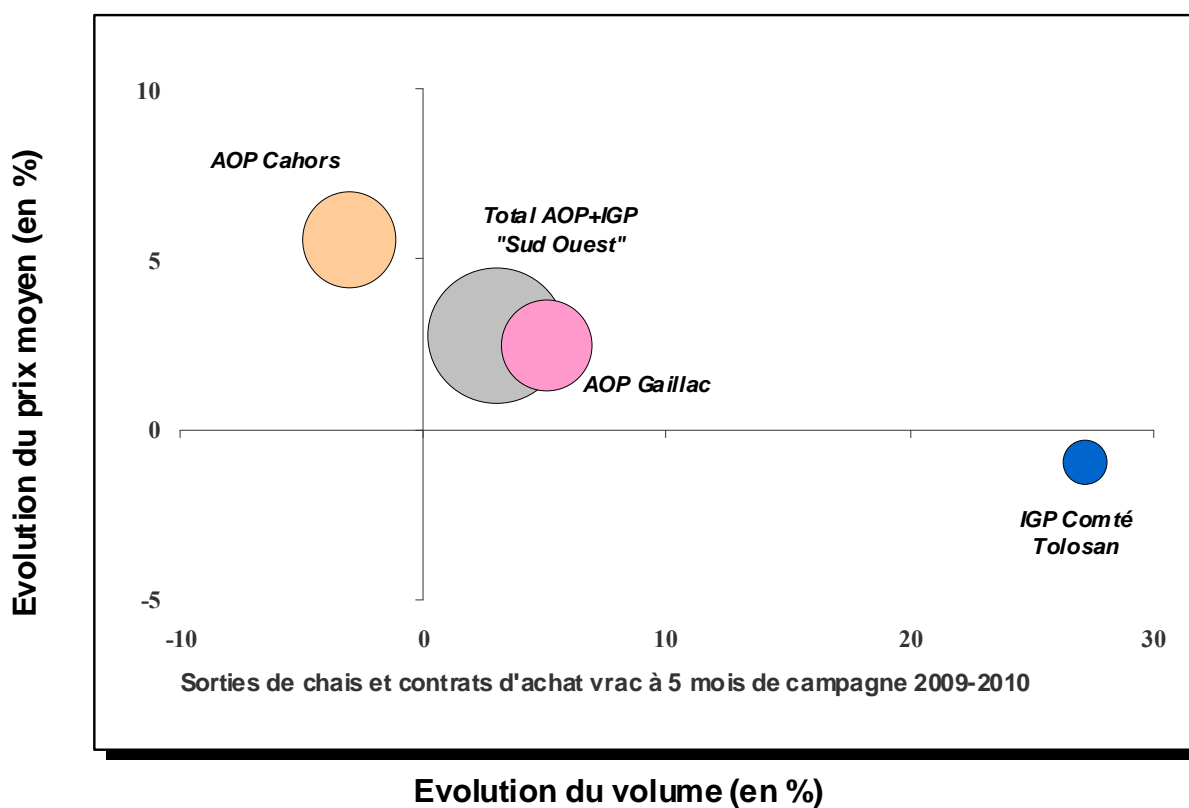 Evolution du prix moyen (en %)
10
AOP Cahors
Total AOP+IGP
"Sud Ouest"
5
AOP Gaillac
0
IGP Comté
Tolosan
-5
-10 0 10 20 30
Sorties de chais et contrats d'achat vrac à 5 mois de campagne 2009-2010
Evolution du volume (en %)